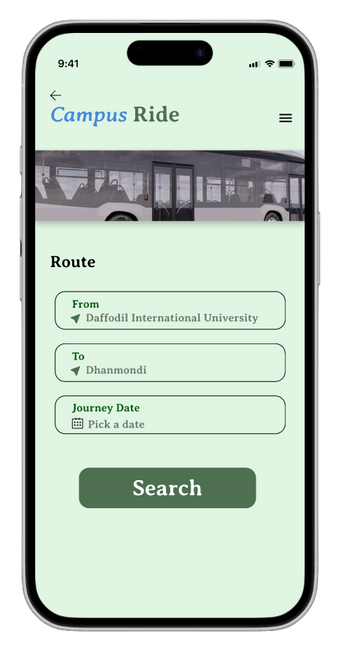 9:41
Campus Ride
Route
From
Daffodil International University
To
Dhanmondi
Journey Date
Pick a date
Search